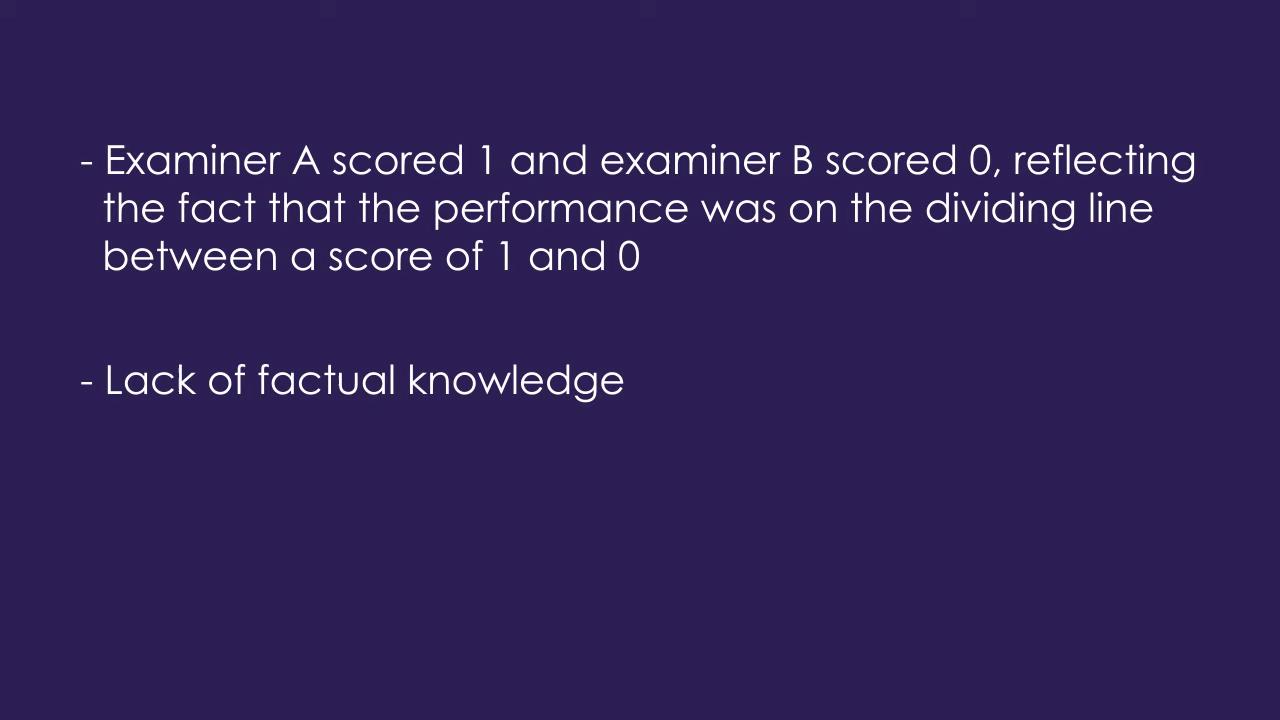 - Examiner A scored 1 and examiner B scored 0, reflecting
the fact that the performance was on the dividing line
between a score of 1 and 0
- Lack of factual knowledge